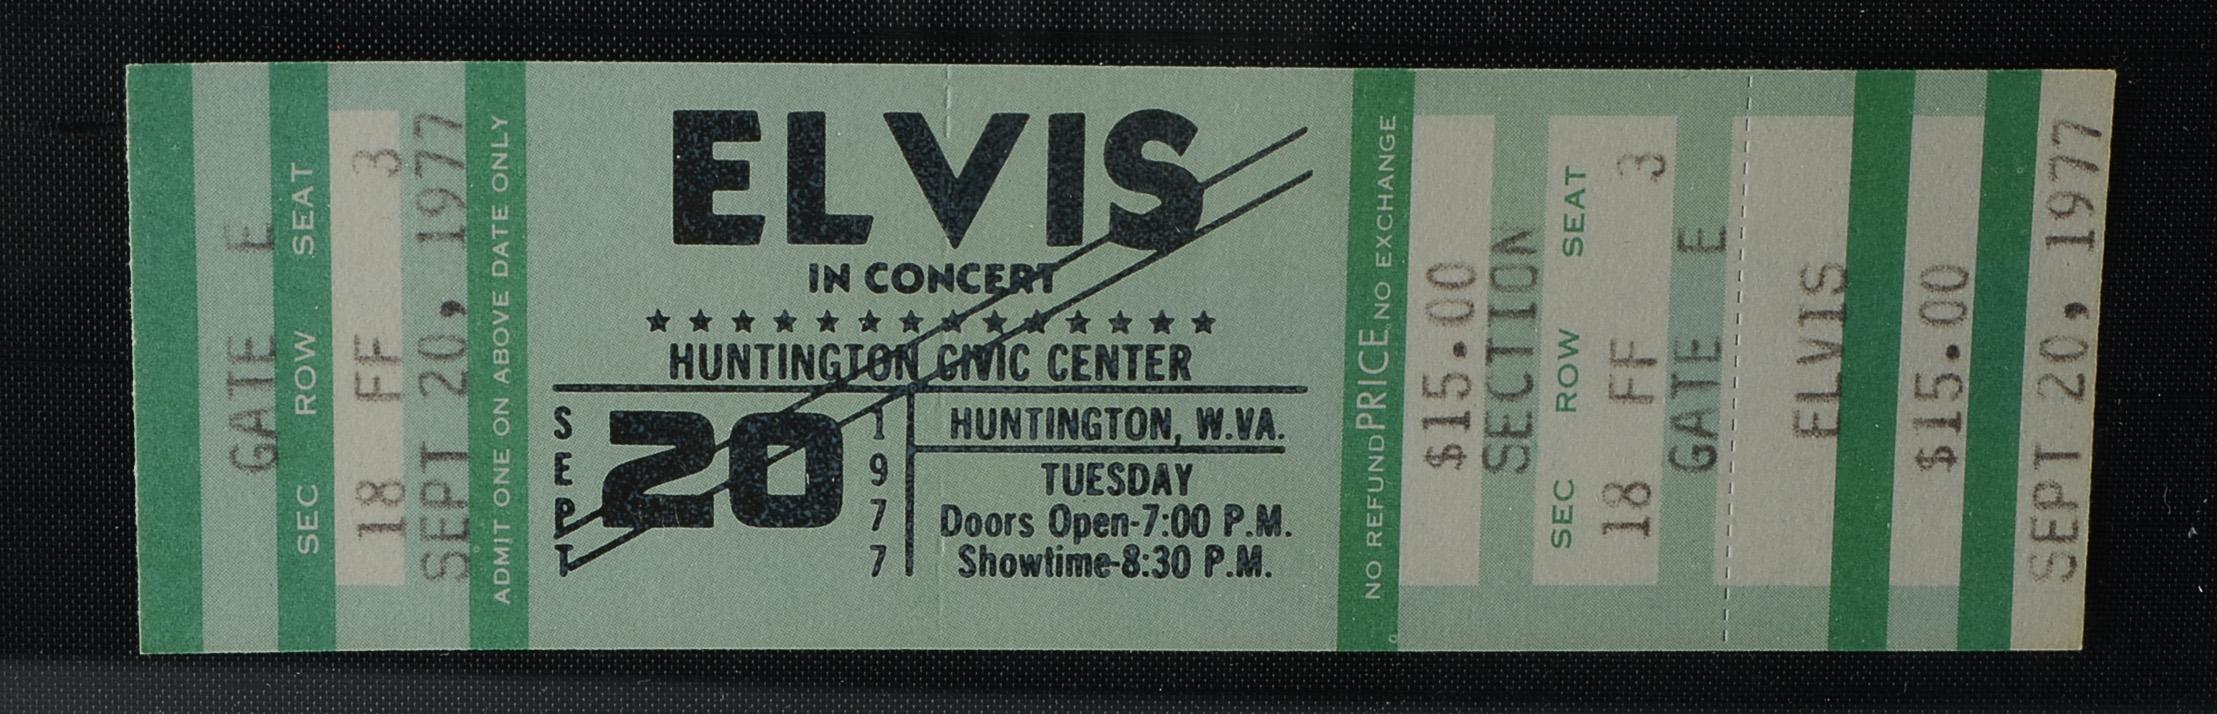 GATE E
SEC ROW SEAT
18 FF 3
SEPT 20, 1977
ADMIT ONE ON ABOVE DATE ONLY
ELVIS
IN CONCERT
HUNTINGTON CIVIC CENTER
SEPT
20
1977
HUNTINGTON, W.VA.
TUESDAY
Doors Open-7:00 P.M.
Showtime-8:30 P.M.
NO REFUND PRICE NO EXCHANGE
$15.00
SECTION
SEC ROW SEAT
18 FF 3
GATE E
ELVIS
$15.00
SEPT 20, 1977